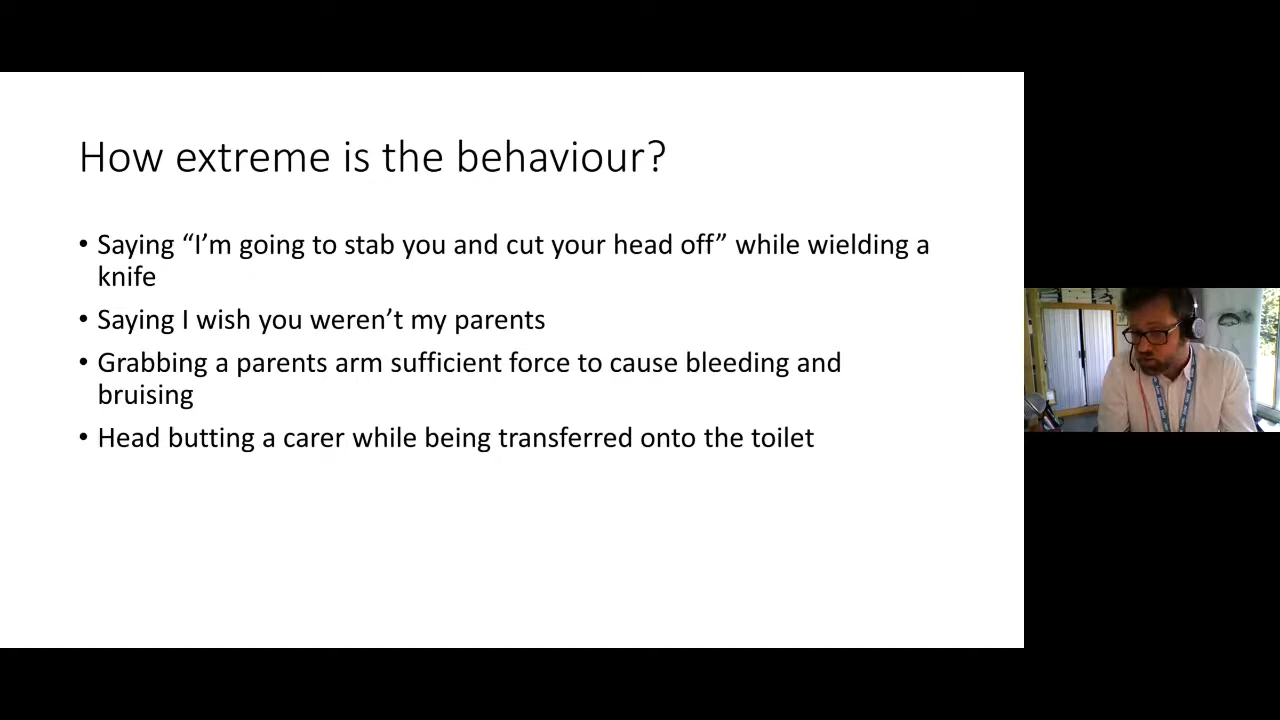 How extreme is the behaviour?
• Saying “I’m going to stab you and cut your head off” while wielding a
knife
• Saying I wish you weren’t my parents
• Grabbing a parents arm sufficient force to cause bleeding and
bruising
• Head butting a carer while being transferred onto the toilet